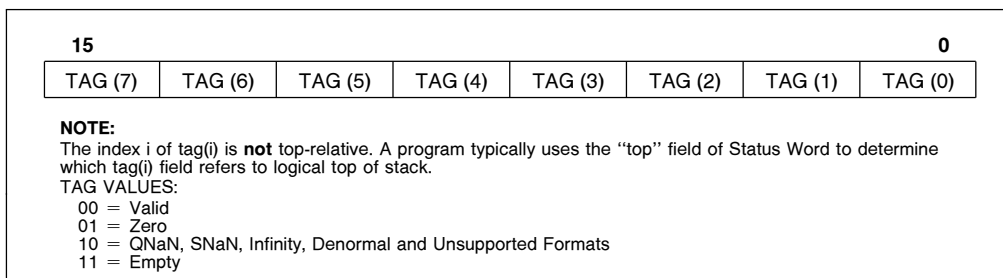 15 0
TAG (7) TAG (6) TAG (5) TAG (4) TAG (3) TAG (2) TAG (1) TAG (0)
NOTE:
The index i of tag(i) is not top-relative. A program typically uses the ‘‘top’’ field of Status Word to determine
which tag(i) field refers to logical top of stack.
TAG VALUES:
00 = Valid
01 = Zero
10 = QNaN, SNaN, Infinity, Denormal and Unsupported Formats
11 = Empty